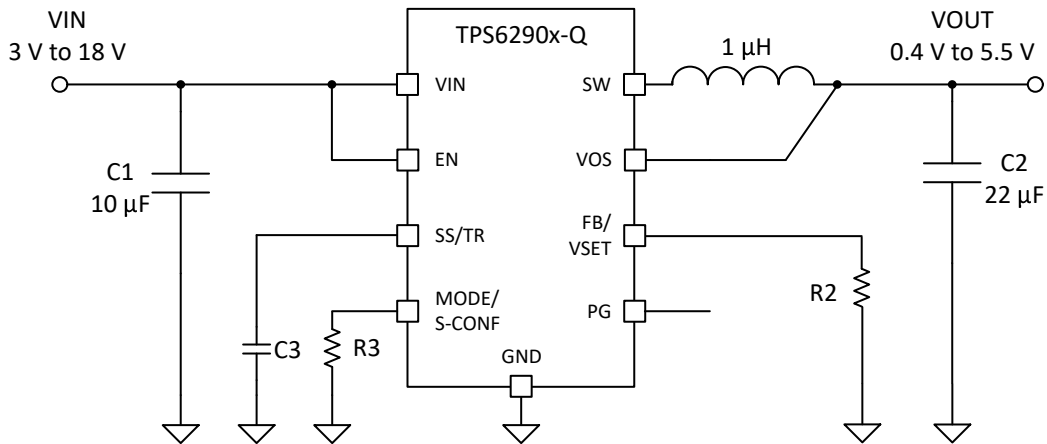 VIN
3 V to 18 V
TPS6290x-Q
1 µH
VOUT
0.4 V to 5.5 V
VIN
SW
C1
10 µF
EN
VOS
C2
22 µF
SS/TR
FB/
VSET
R2
MODE/
S-CONF
PG
C3
R3
GND